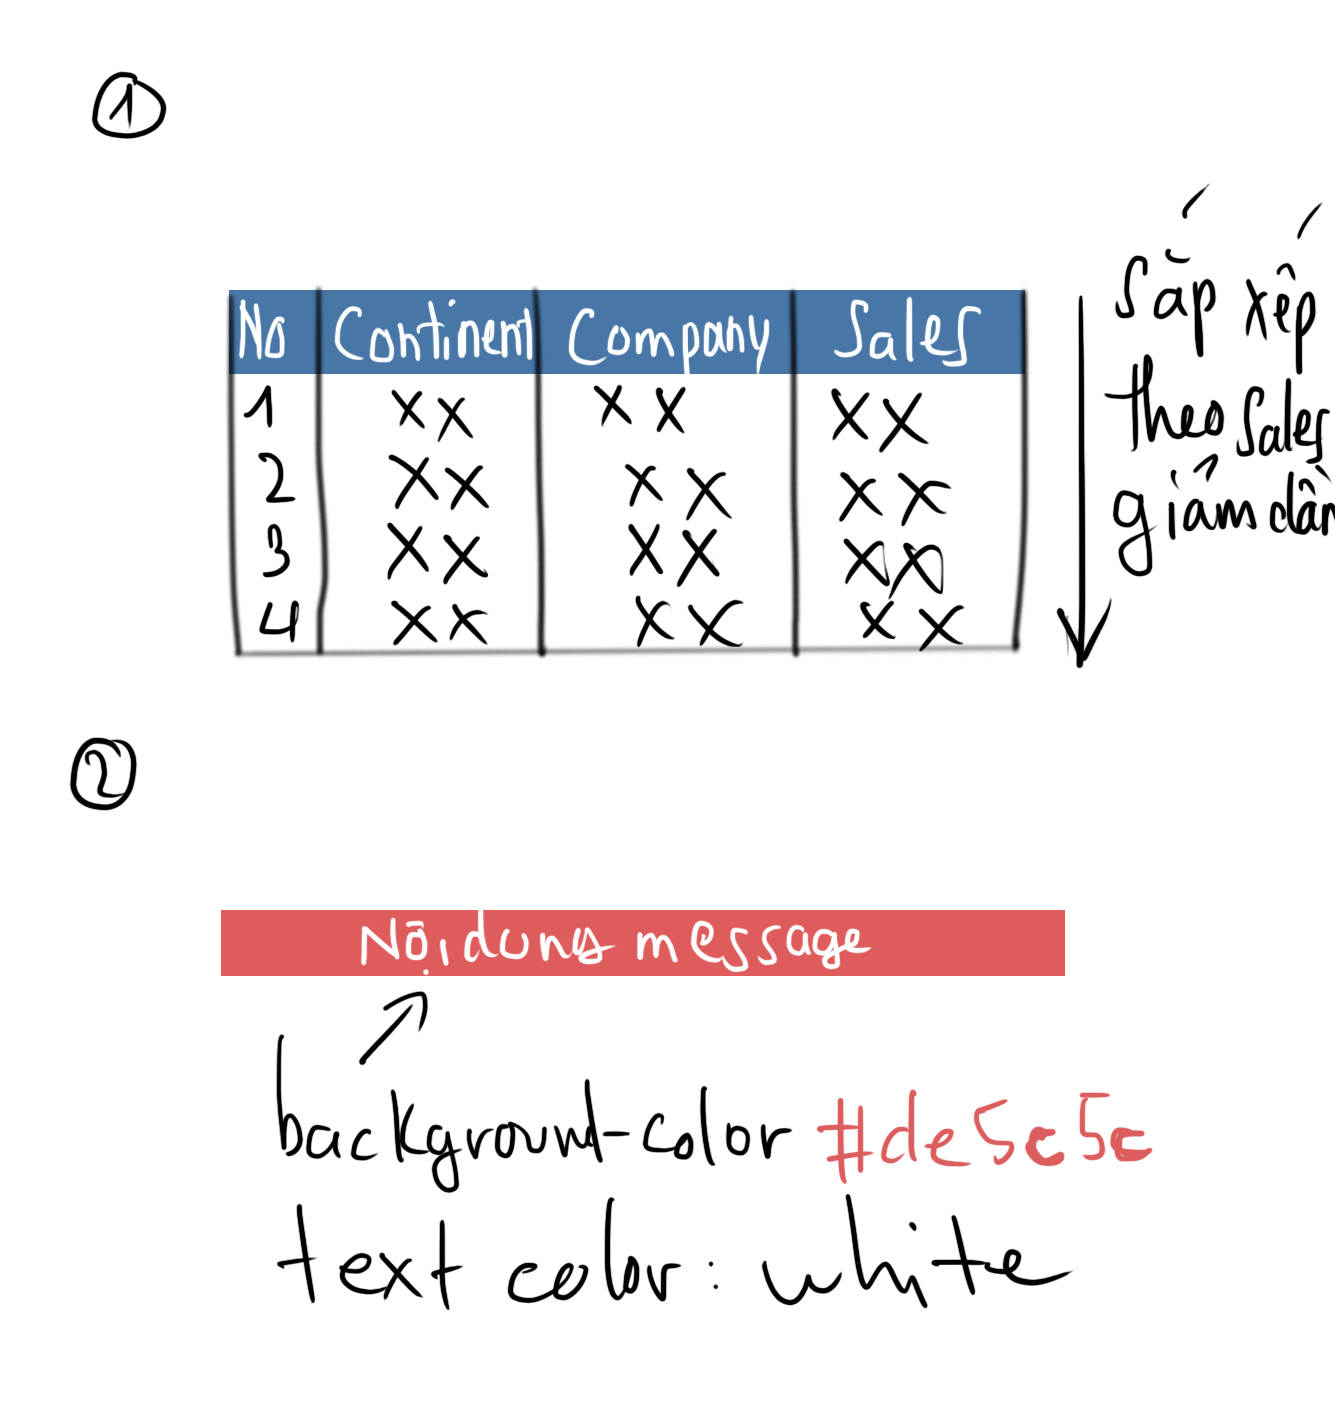 1
No Continent Company Sales
1 XX XX XX
2 XX XX XX
3 XX XX XX
4 XX XX XX
Sắp xếp
theo Sales
giảm dần
2
Nội dung message
background-color #de5c5c
text color: white